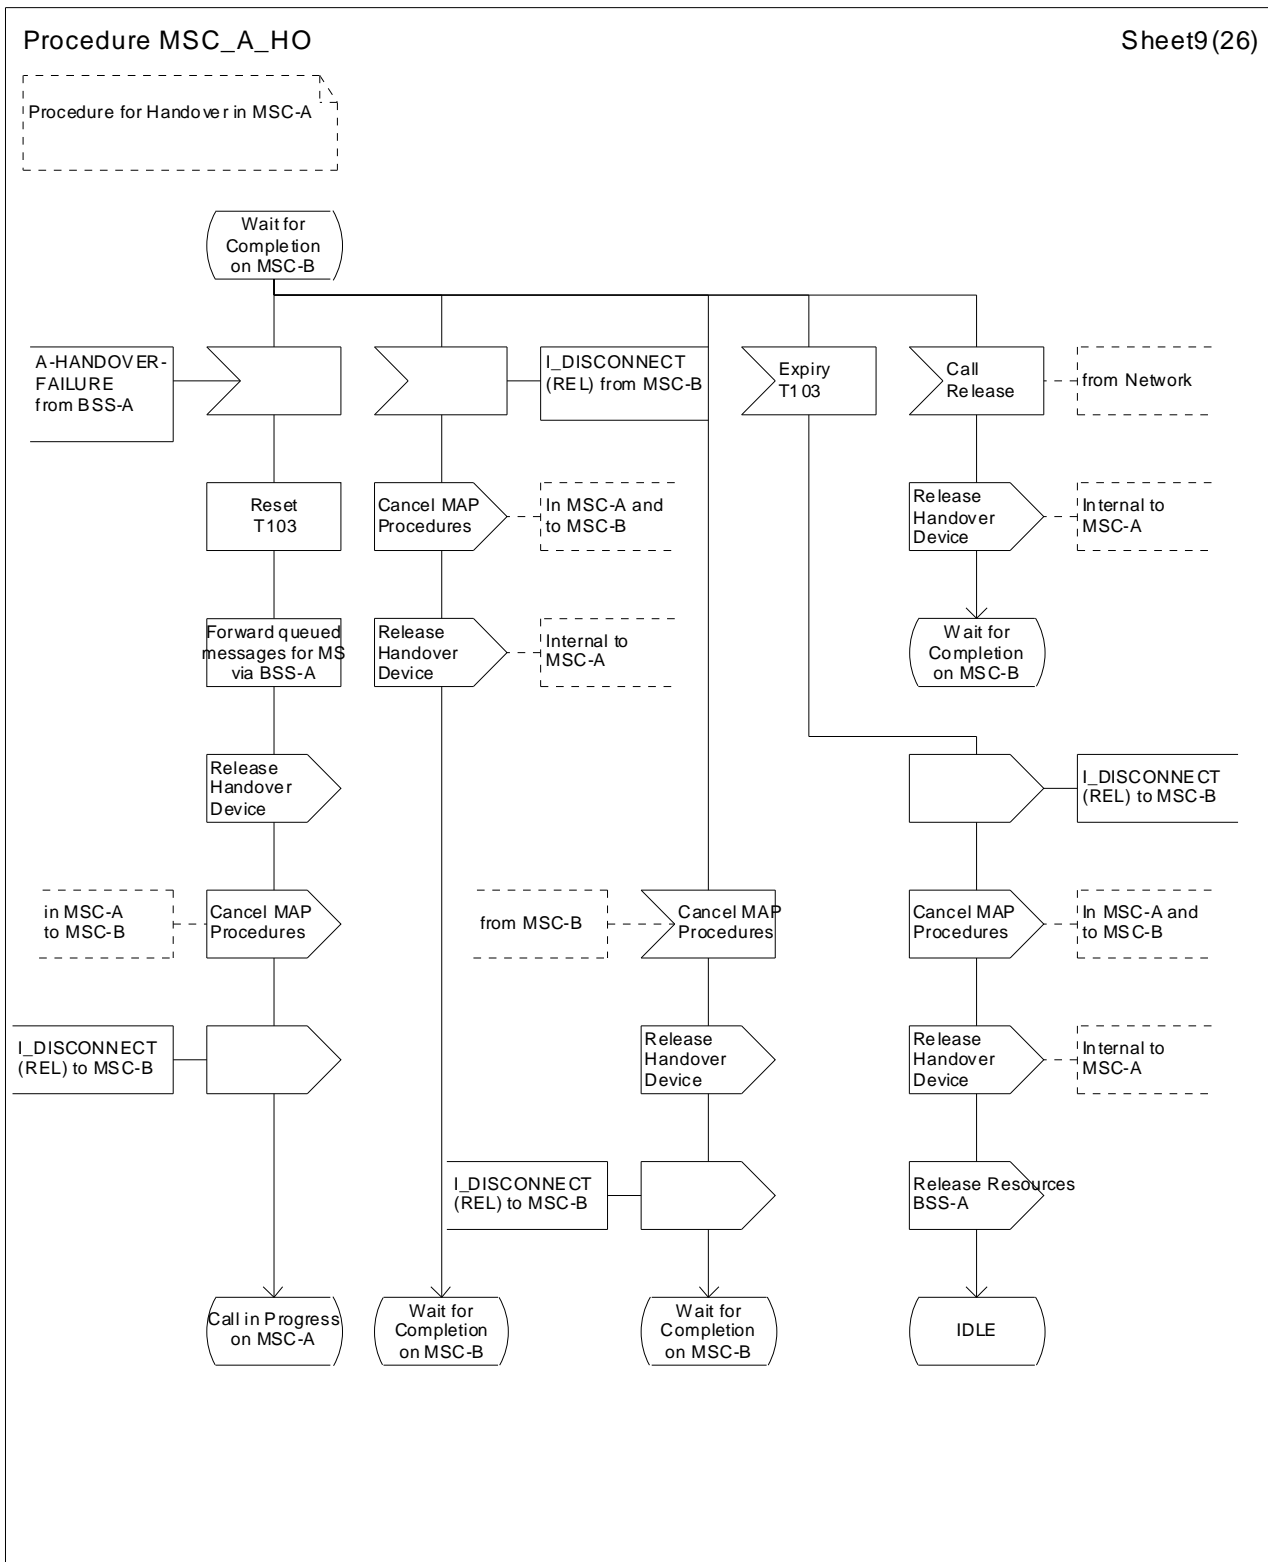 Procedure MSC_A_HO
Sheet9(26)
Procedure for Handover in MSC-A
Wait for
Completion
on MSC-B
A-HANDOVER-
FAILURE
from BSS-A
I_DISCONNECT
(REL) from MSC-B
Expiry
T103
Call
Release
from Network
Reset
T103
Cancel MAP
Procedures
In MSC-A and
to MSC-B
Release
Handover
Device
Internal to
MSC-A
Forward queued
messages for MS
via BSS-A
Release
Handover
Device
Internal to
MSC-A
Wait for
Completion
on MSC-B
Release
Handover
Device
I_DISCONNECT
(REL) to MSC-B
in MSC-A
to MSC-B
Cancel MAP
Procedures
from MSC-B
Cancel MAP
Procedures
Cancel MAP
Procedures
In MSC-A and
to MSC-B
I_DISCONNECT
(REL) to MSC-B
Release
Handover
Device
Release
Handover
Device
Internal to
MSC-A
I_DISCONNECT
(REL) to MSC-B
Release Resources
BSS-A
Call in Progress
on MSC-A
Wait for
Completion
on MSC-B
Wait for
Completion
on MSC-B
IDLE